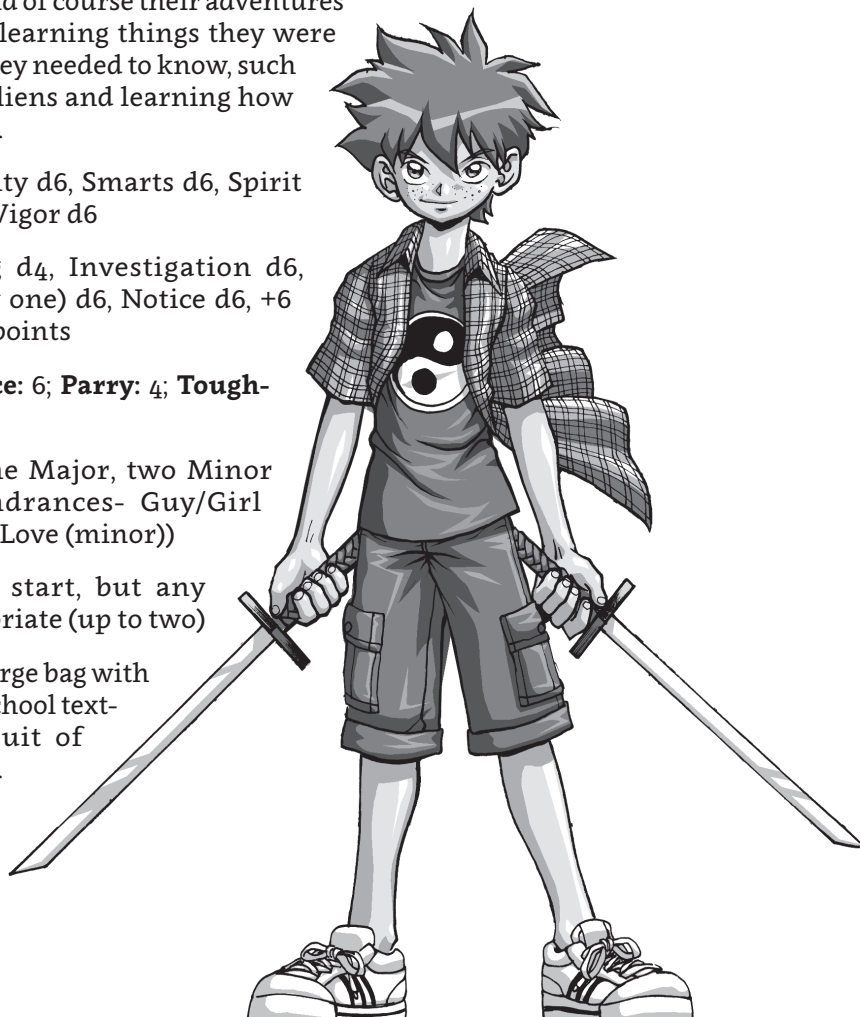 of course their adventures
learning things they were
ey needed to know, such
liens and learning how
ity d6, Smarts d6, Spirit
Vigor d6
d4, Investigation d6,
one) d6, Notice d6, +6
points
ce: 6; Parry: 4; Tough-
ne Major, two Minor
ndrances- Guy/Girl
Love (minor))
start, but any
riate (up to two)
rge bag with
chool text-
uit of